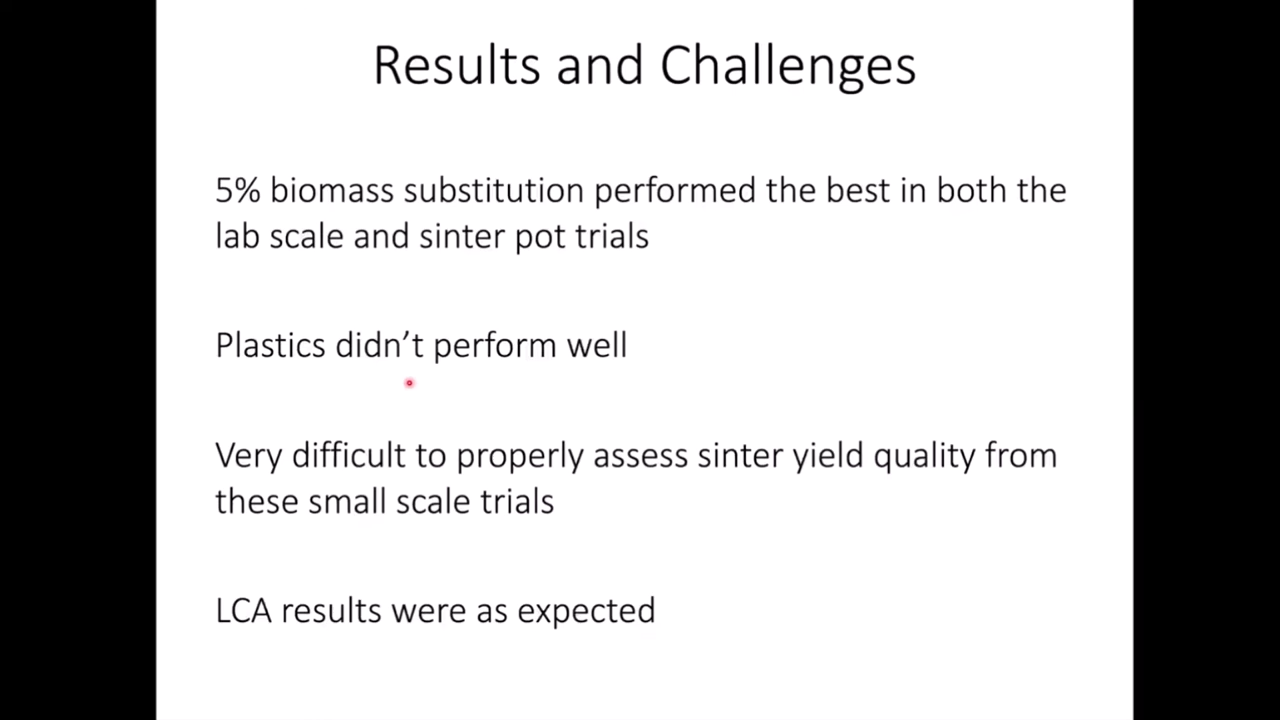 Results and Challenges
5% biomass substitution performed the best in both the
lab scale and sinter pot trials
Plastics didn’t perform well
Very difficult to properly assess sinter yield quality from
these small scale trials
LCA results were as expected